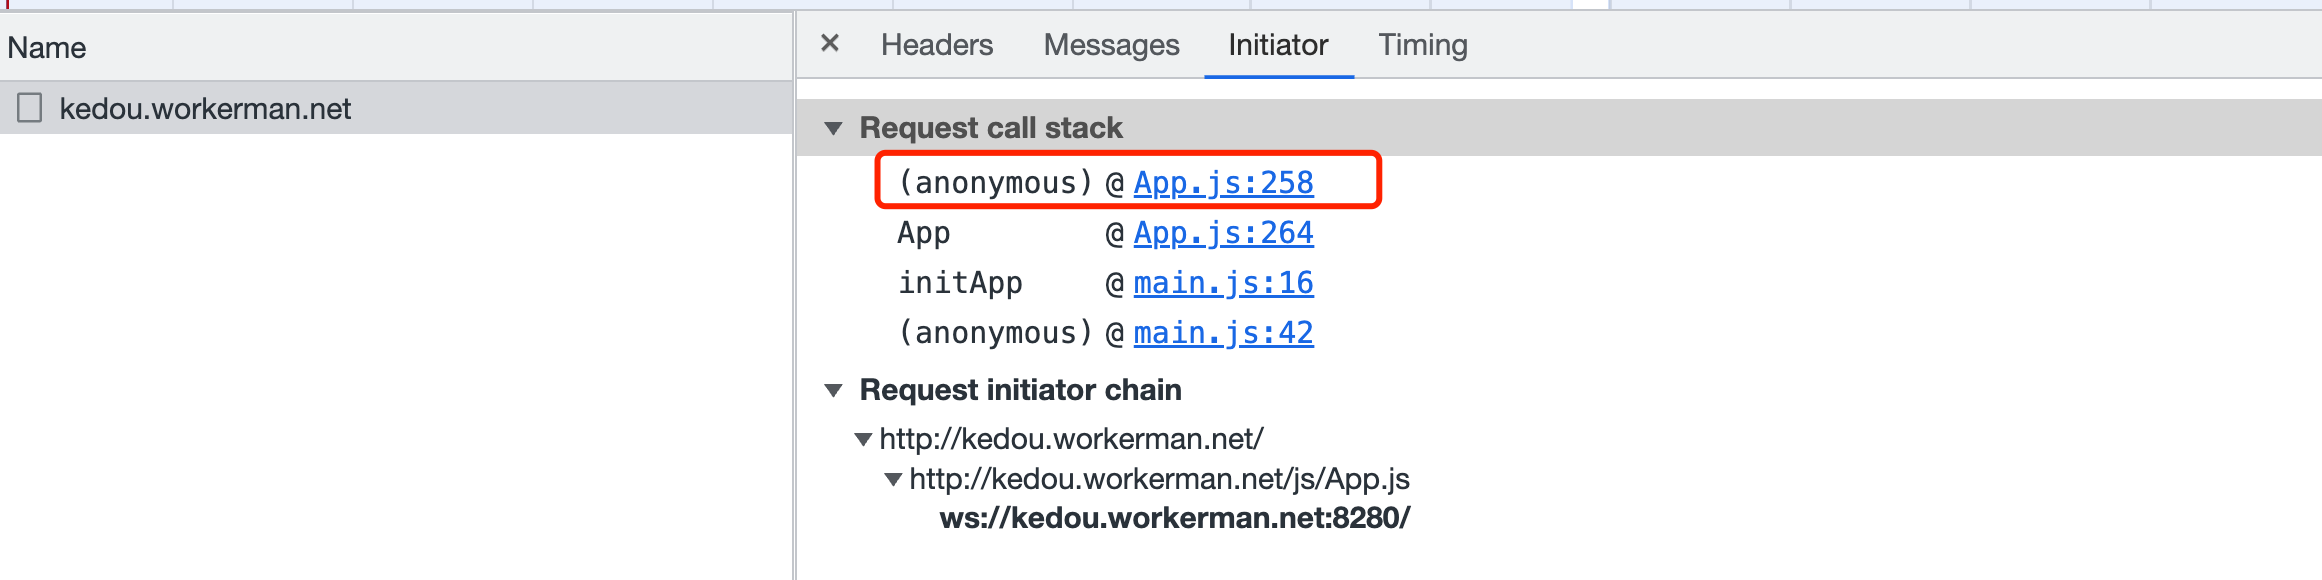 Name
kedou.workerman.net
× Headers Messages Initiator Timing
Request call stack
(anonymous) @ App.js:258
App @ App.js:264
initApp @ main.js:16
(anonymous) @ main.js:42
Request initiator chain
http://kedou.workerman.net/
http://kedou.workerman.net/js/App.js
ws://kedou.workerman.net:8280/